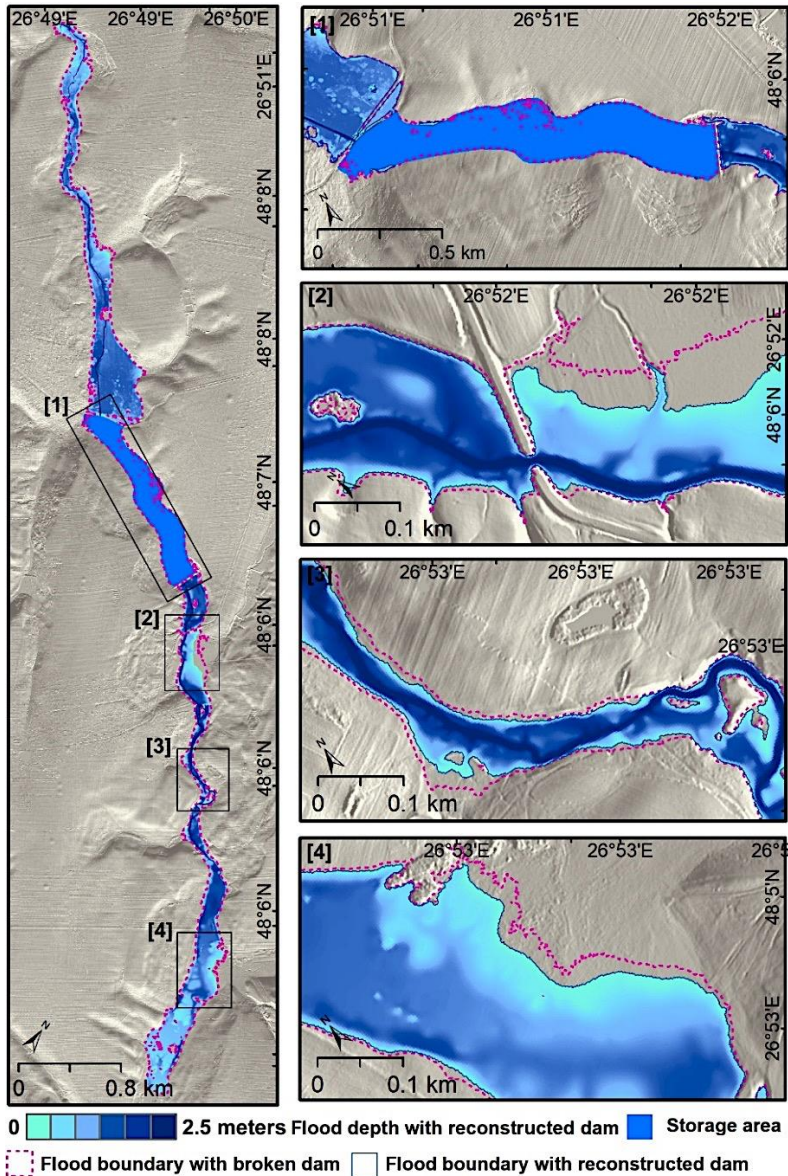 26°49'E 26°49'E 26°50'E
26°51'E
48°8'N
48°8'N
[1]
48°7'N
[2]
48°6'N
[3]
48°6'N
[4]
48°6'N
N
0 0.8 km
[1]
26°51'E 26°51'E 26°52'E
48°6'N
N
0 0.5 km
[2]
26°52'E 26°52'E
26°52'E
48°6'N
N
0 0.1 km
[3]
26°53'E 26°53'E 26°53'E
26°53'E
N
0 0.1 km
[4]
26°53'E 26°53'E 26°5
48°5'N
26°53'E
N
0 0.1 km
0 2.5 meters Flood depth with reconstructed dam Storage area
Flood boundary with broken dam Flood boundary with reconstructed dam